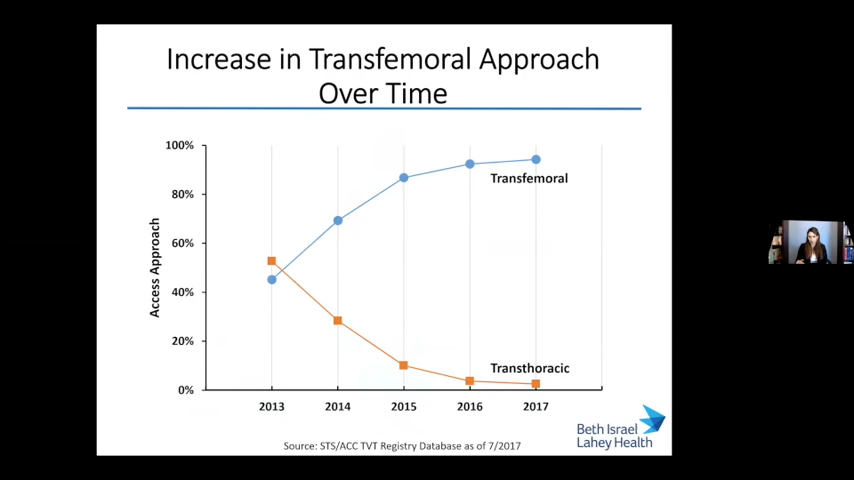 Increase in Transfemoral Approach
Over Time
100%
80%
60%
40%
20%
0%
Access Approach
Transfemoral
Transthoracic
2013 2014 2015 2016 2017
Source: STS/ACC TVT Registry Database as of 7/2017
Beth Israel
Lahey Health